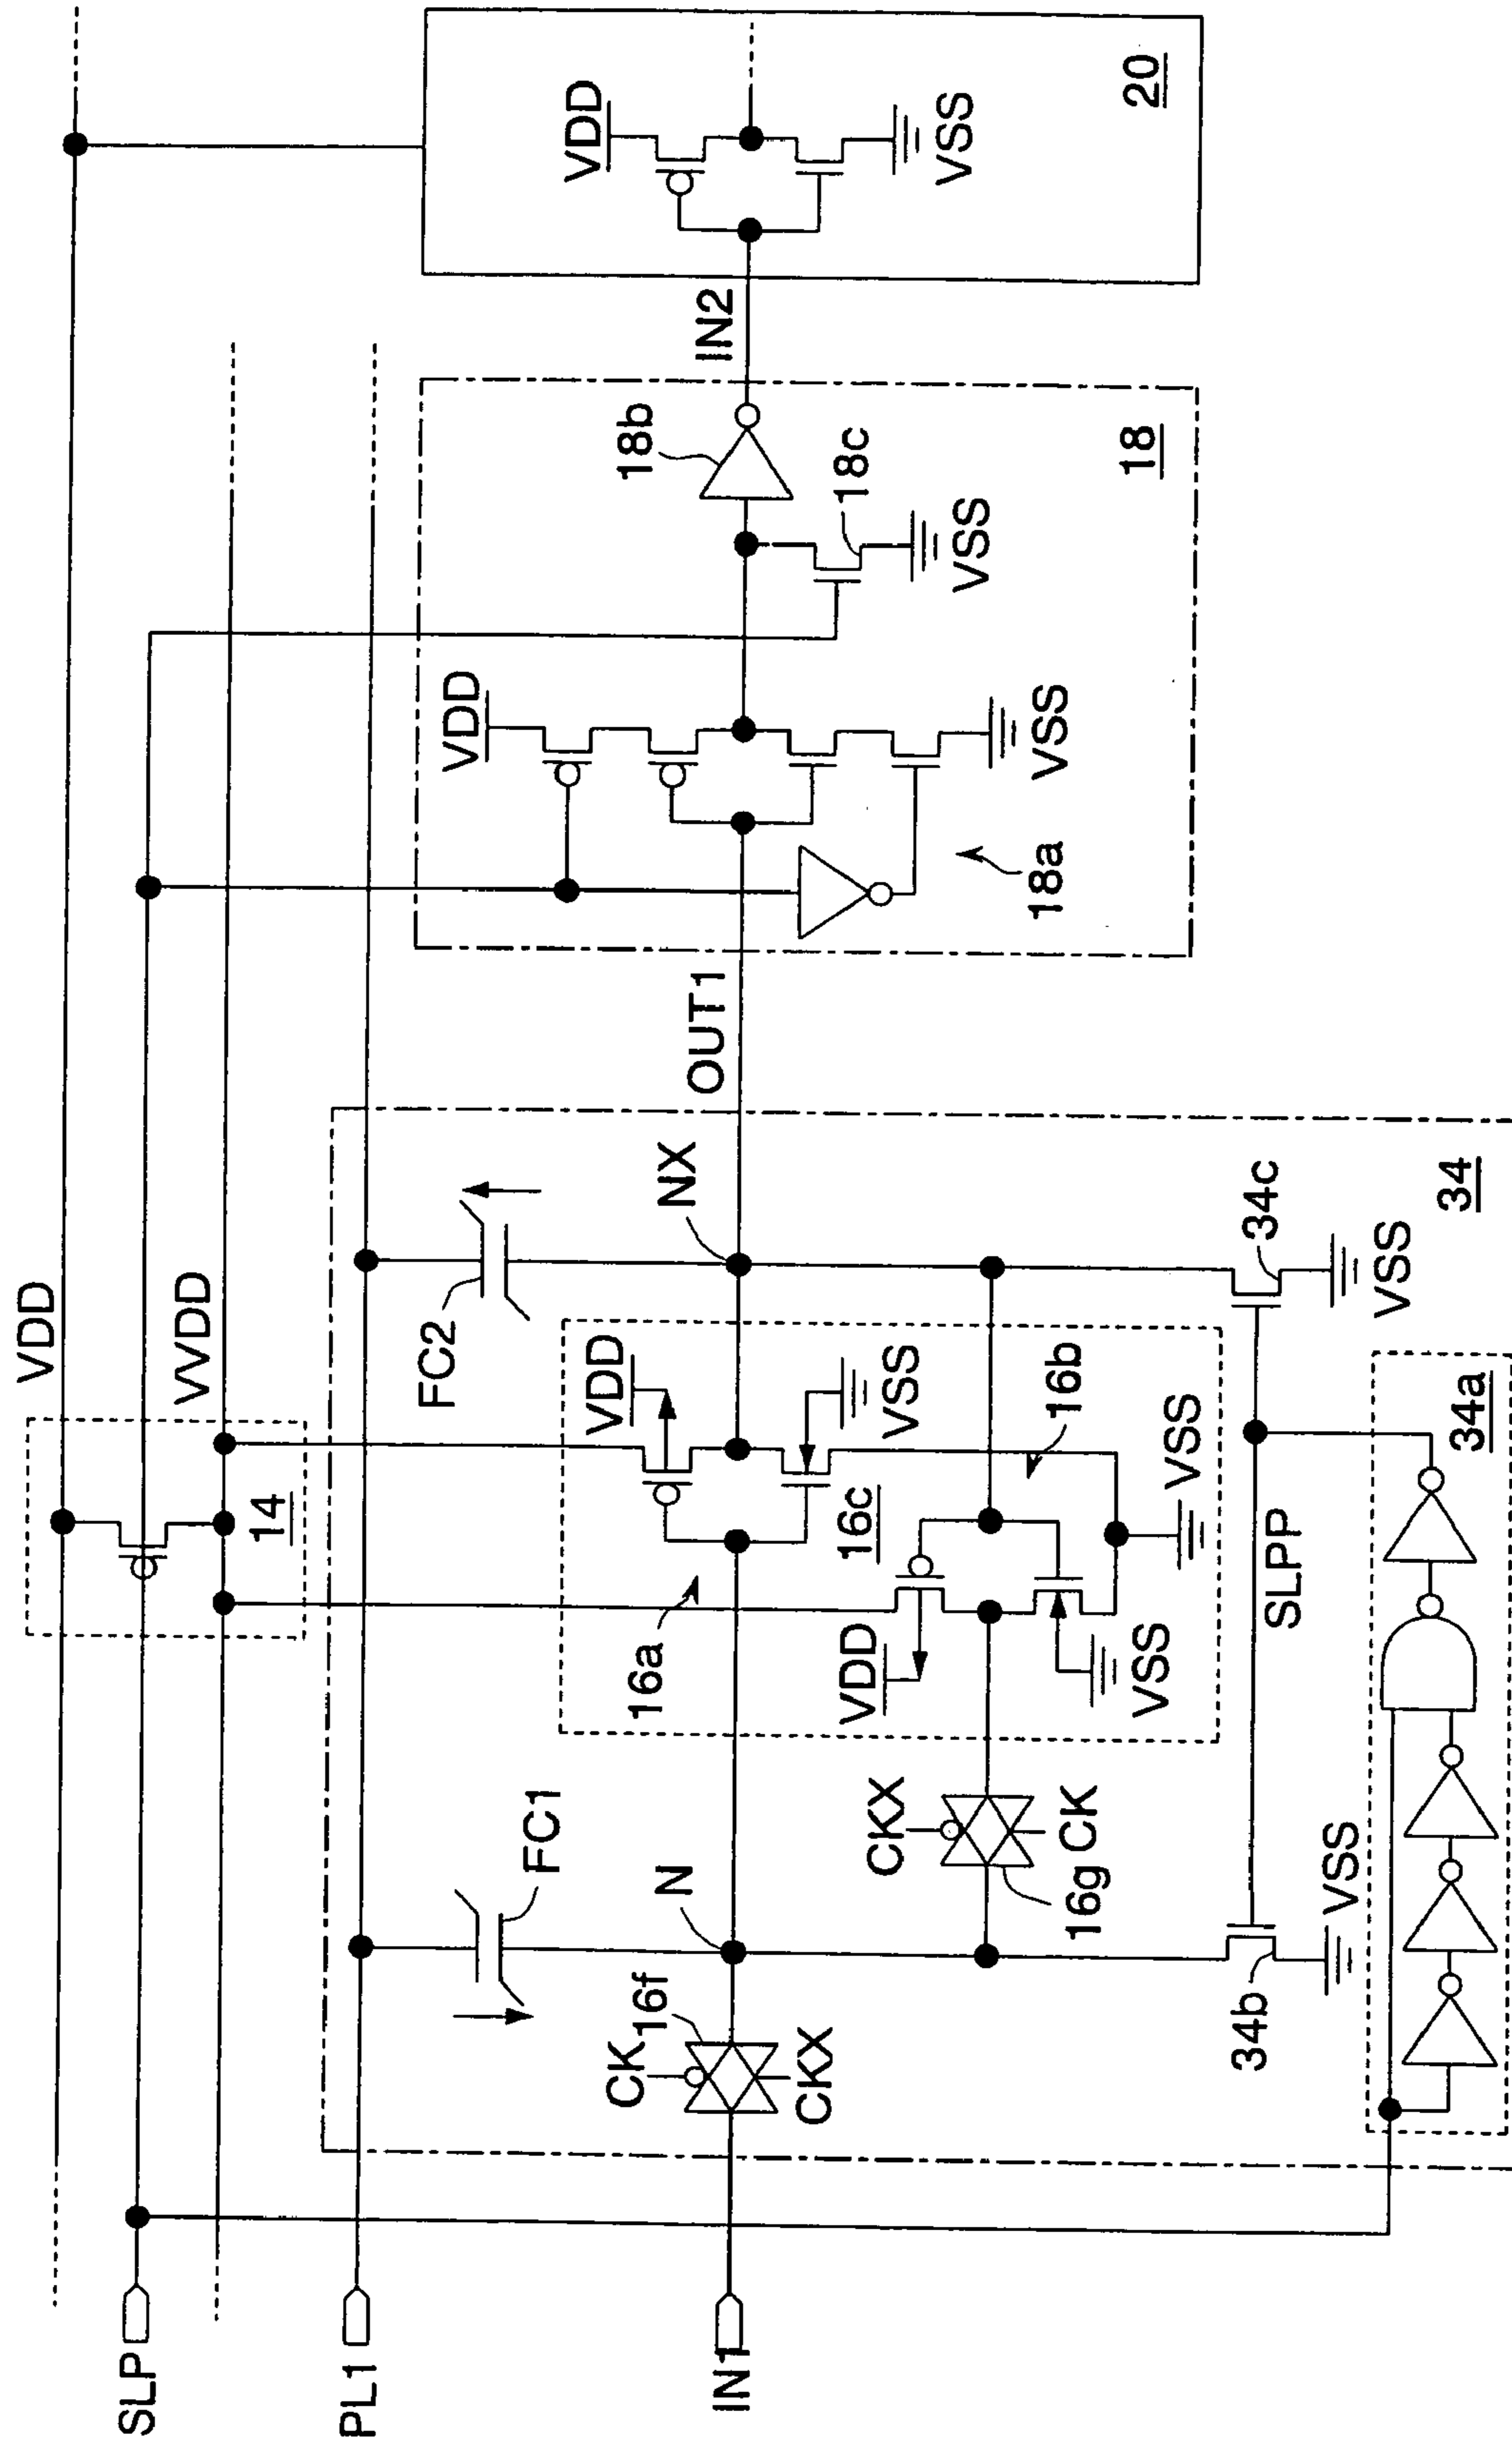 VDD
SLP
VVDD
14
PL1
FC1
FC2
IN1
CK
16f
CKX
N
NX
OUT1
16a
VDD
VSS
16c
VDD
VSS
16b
VSS
CKX
16g
CK
34b
VSS
SLPP
34c
VSS
34a
34
VDD
18a
VSS
18b
18c
VSS
18
IN2
VDD
VSS
20